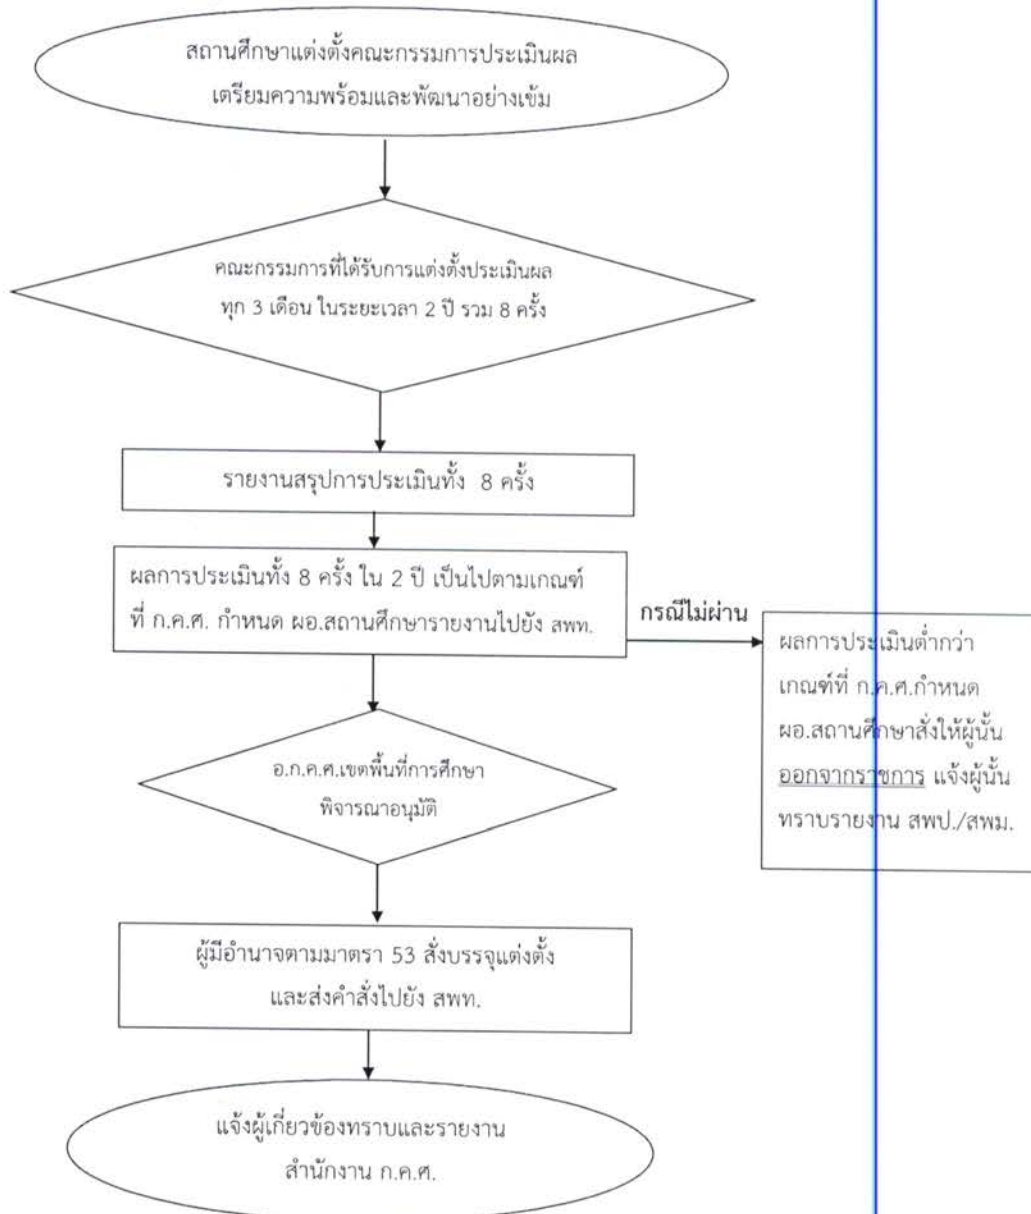 สถานศึกษาแต่งตั้งคณะกรรมการประเมินผล
เตรียมความพร้อมและพัฒนาอย่างเข้ม
คณะกรรมการที่ได้รับการแต่งตั้งประเมินผล
ทุก 3 เดือน ในระยะเวลา 2 ปี รวม 8 ครั้ง
รายงานสรุปการประเมินทั้ง 8 ครั้ง
ผลการประเมินทั้ง 8 ครั้ง ใน 2 ปี เป็นไปตามเกณฑ์
ที่ ก.ค.ศ. กำหนด ผอ.สถานศึกษารายงานไปยัง สพท.
กรณีไม่ผ่าน
ผลการประเมินต่ำกว่า
เกณฑ์ที่ ก.ค.ศ.กำหนด
ผอ.สถานศึกษาสั่งให้ผู้นั้น
ออกจากราชการ แจ้งผู้นั้น
ทราบรายงาน สพป./สพม.
อ.ก.ค.ศ.เขตพื้นที่การศึกษา
พิจารณาอนุมัติ
ผู้มีอำนาจตามมาตรา 53 สั่งบรรจุแต่งตั้ง
และส่งคำสั่งไปยัง สพท.
แจ้งผู้เกี่ยวข้องทราบและรายงาน
สำนักงาน ก.ค.ศ.